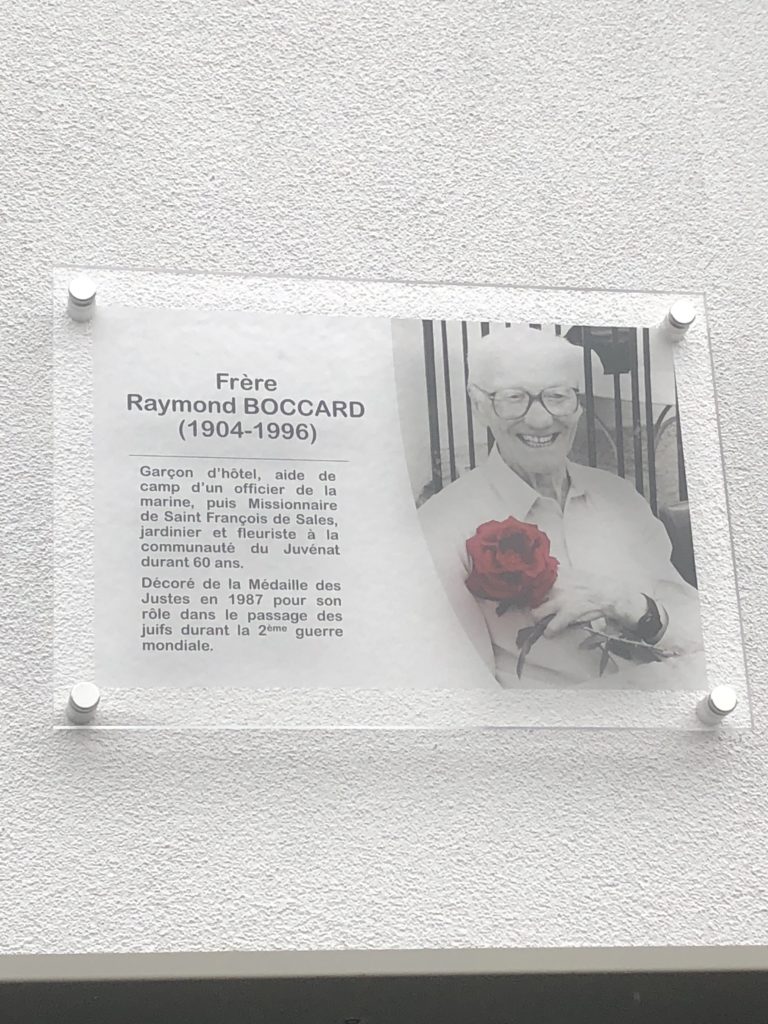 Frère
Raymond BOCCARD
(1904-1996)
Garçon d'hôtel, aide de
camp d'un officier de la
marine, puis Missionnaire
de Saint François de Sales,
jardinier et fleuriste à la
communauté du Juvénat
durant 60 ans.
Décoré de la Médaille des
Justes en 1987 pour son
rôle dans le passage des
juifs durant la 2ème guerre
mondiale.